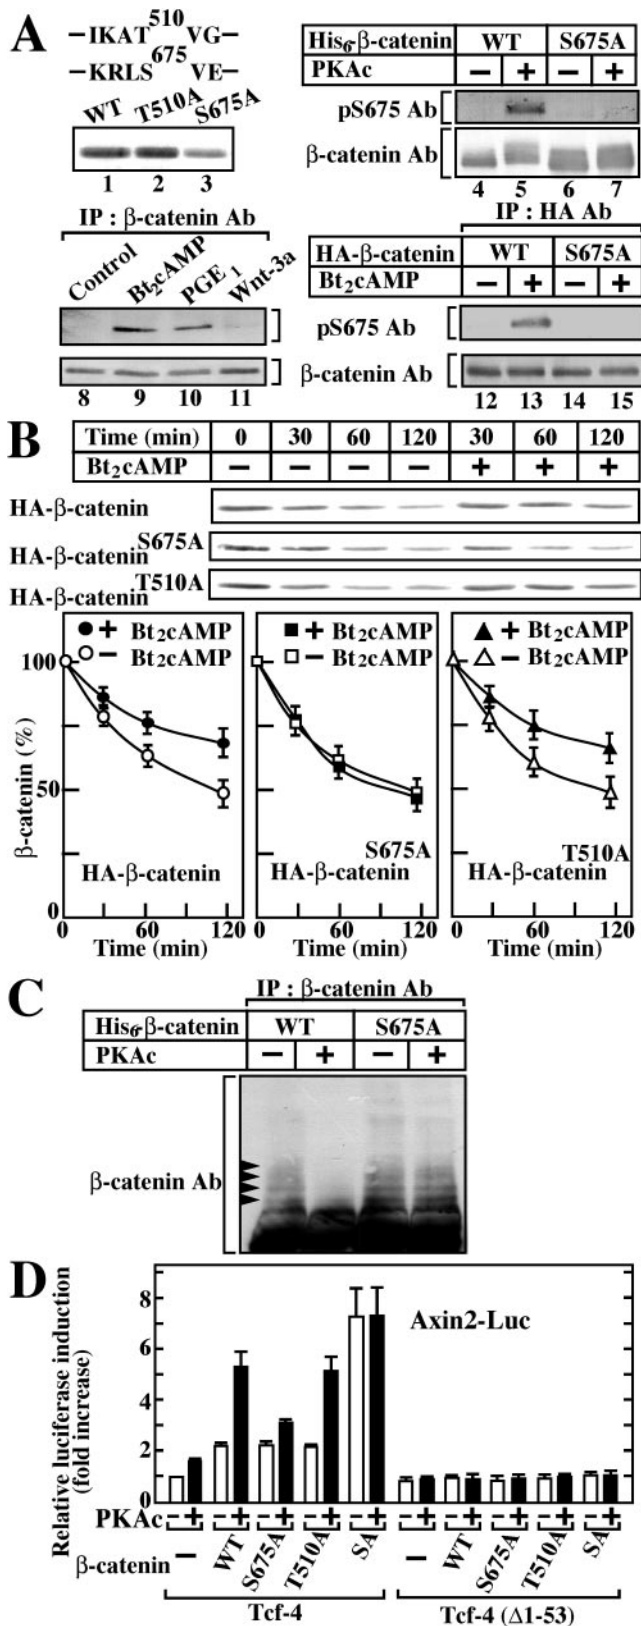 A
–IKAT510VG–
–KRLS675VE–
WT T510A S675A
1 2 3
His6-β-catenin WT S675A
PKAc – + – +
pS675 Ab
β-catenin Ab
4 5 6 7
IP : β-catenin Ab
Control Bt2cAMP PGE1 Wnt-3a
8 9 10 11
IP : HA Ab
HA-β-catenin WT S675A
Bt2cAMP – + – +
pS675 Ab
β-catenin Ab
12 13 14 15
B
Time (min) 0 30 60 120 30 60 120
Bt2cAMP – – – – + + +
HA-β-catenin
HA-β-cateninS675A
HA-β-cateninT510A
+ Bt2cAMP
– Bt2cAMP
+ Bt2cAMP
– Bt2cAMP
+ Bt2cAMP
– Bt2cAMP
β-catenin (%)
100
50
0
HA-β-catenin
HA-β-cateninS675A
HA-β-cateninT510A
0 60 120
0 60 120
0 60 120
Time (min)
Time (min)
Time (min)
C
IP : β-catenin Ab
His6-β-catenin WT S675A
PKAc – + – +
β-catenin Ab
D
Relative luciferase induction
(fold increase)
8
6
4
2
0
Axin2-Luc
PKAc – + – + – + – + – + – + – + – + – + – +
β-catenin – WT S675A T510A SA – WT S675A T510A SA
Tcf-4 Tcf-4 (Δ1-53)